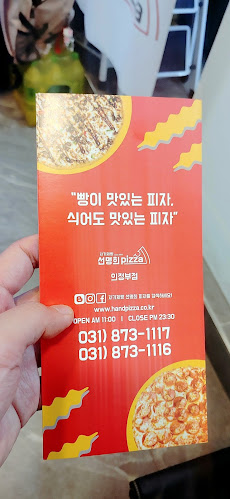 "빵이 맛있는 피자,
식어도 맛있는 피자"
선명희 pizza
의정부점
www.handpizza.co.kr
OPEN AM 11:00 | CLOSE PM 23:30
031) 873-1117
031) 873-1116